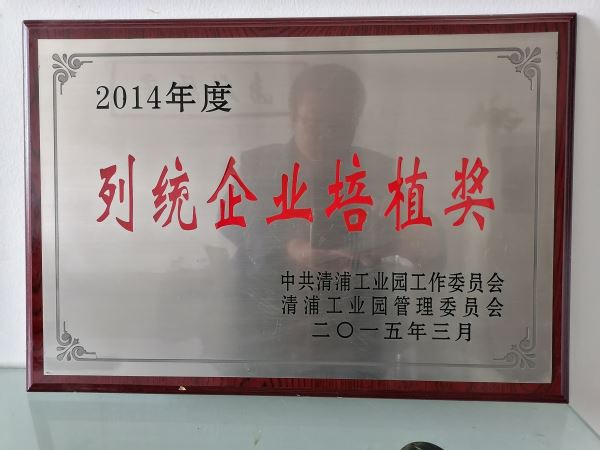 2014年度
列统企业培植奖
中共清浦工业园工作委员会
清浦工业园管理委员会
二〇一五年三月